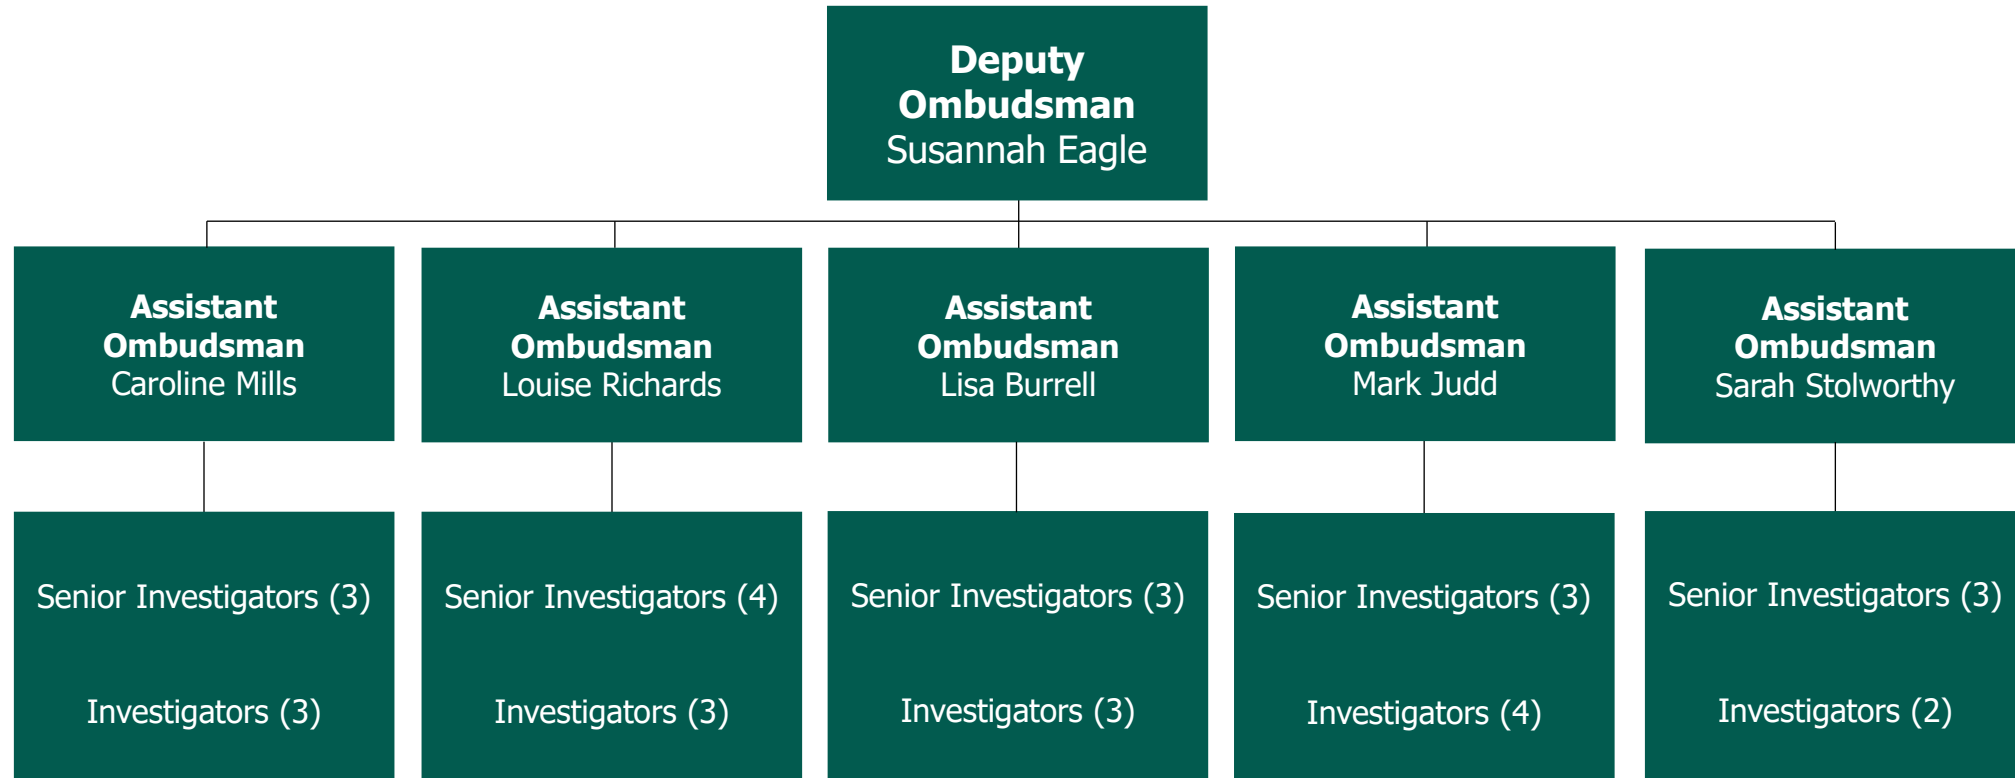 Deputy
Ombudsman
Susannah Eagle
Assistant
Ombudsman
Caroline Mills
Assistant
Ombudsman
Louise Richards
Assistant
Ombudsman
Lisa Burrell
Assistant
Ombudsman
Mark Judd
Assistant
Ombudsman
Sarah Stolworthy
Senior Investigators (3)
Investigators (3)
Senior Investigators (4)
Investigators (3)
Senior Investigators (3)
Investigators (3)
Senior Investigators (3)
Investigators (4)
Senior Investigators (3)
Investigators (2)